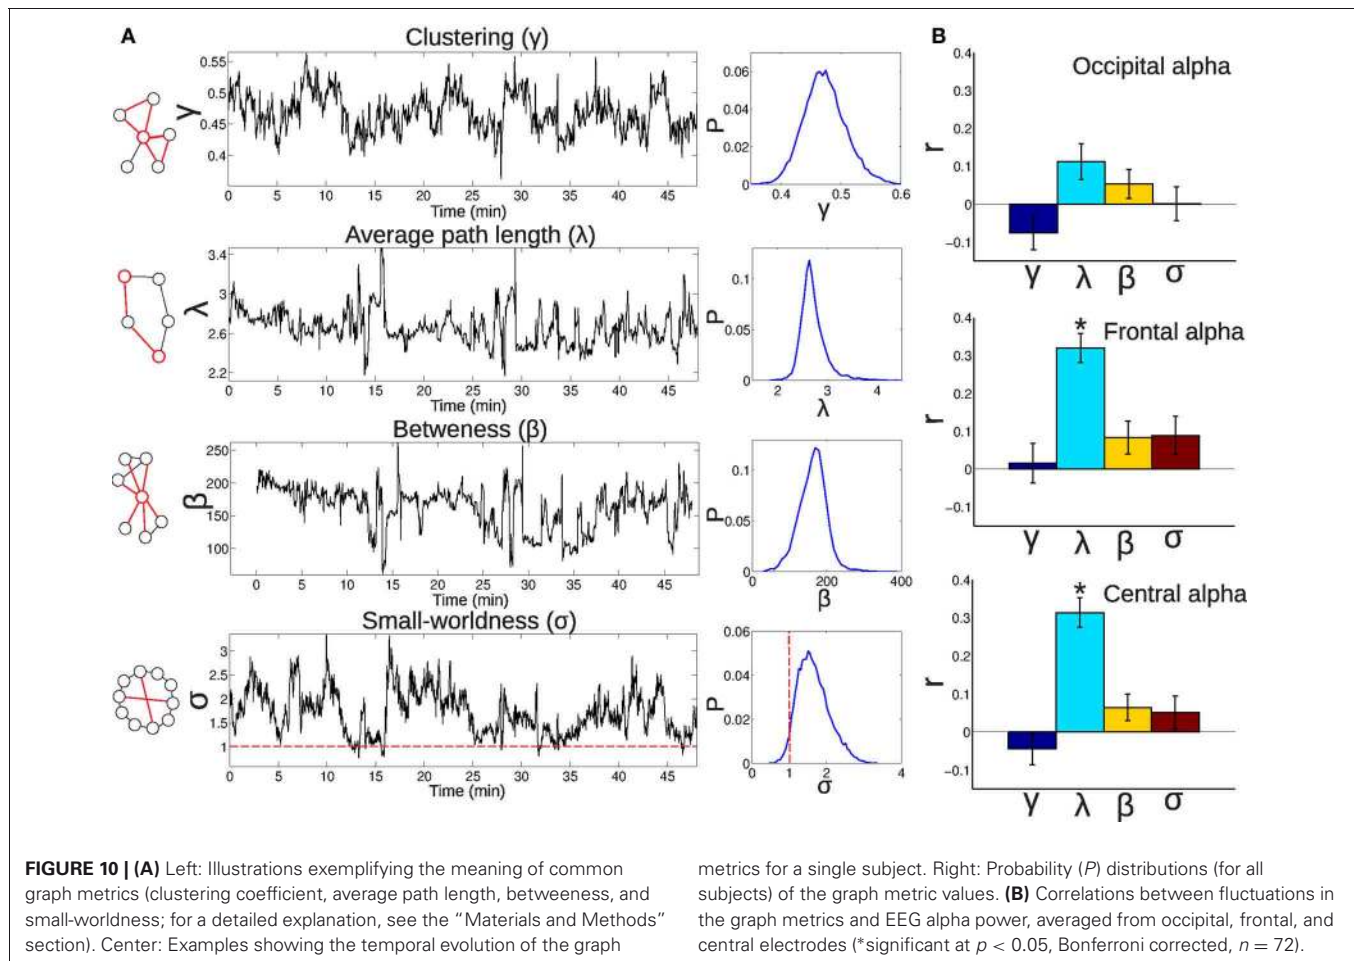 A
Clustering (γ)
γ
0.55
0.5
0.45
0.4
0 5 10 15 20 25 30 35 40 45
Time (min)
P
0.06
0.04
0.02
0
0.4 0.5 0.6
γ
Average path length (λ)
λ
3.4
3
2.6
2.2
0 5 10 15 20 25 30 35 40 45
Time (min)
P
0.1
0.05
0
2 3 4
λ
Betweness (β)
β
250
200
150
100
0 5 10 15 20 25 30 35 40 45
Time (min)
P
0.1
0.05
0
0 200 400
β
Small-worldness (σ)
σ
3
2.5
2
1.5
1
0 5 10 15 20 25 30 35 40 45
Time (min)
P
0.06
0.04
0.02
0
0 1 2 4
σ
B
Occipital alpha
r
0.4
0.3
0.2
0.1
0
−0.1
γ λ β σ
Frontal alpha
*
r
0.4
0.3
0.2
0.1
0
−0.1
γ λ β σ
Central alpha
*
r
0.4
0.3
0.2
0.1
0
−0.1
γ λ β σ
FIGURE 10 | (A) Left: Illustrations exemplifying the meaning of common
graph metrics (clustering coefficient, average path length, betweeness, and
small-worldness; for a detailed explanation, see the “Materials and Methods”
section). Center: Examples showing the temporal evolution of the graph
metrics for a single subject. Right: Probability (P) distributions (for all
subjects) of the graph metric values. (B) Correlations between fluctuations in
the graph metrics and EEG alpha power, averaged from occipital, frontal, and
central electrodes (*significant at p < 0.05, Bonferroni corrected, n = 72).